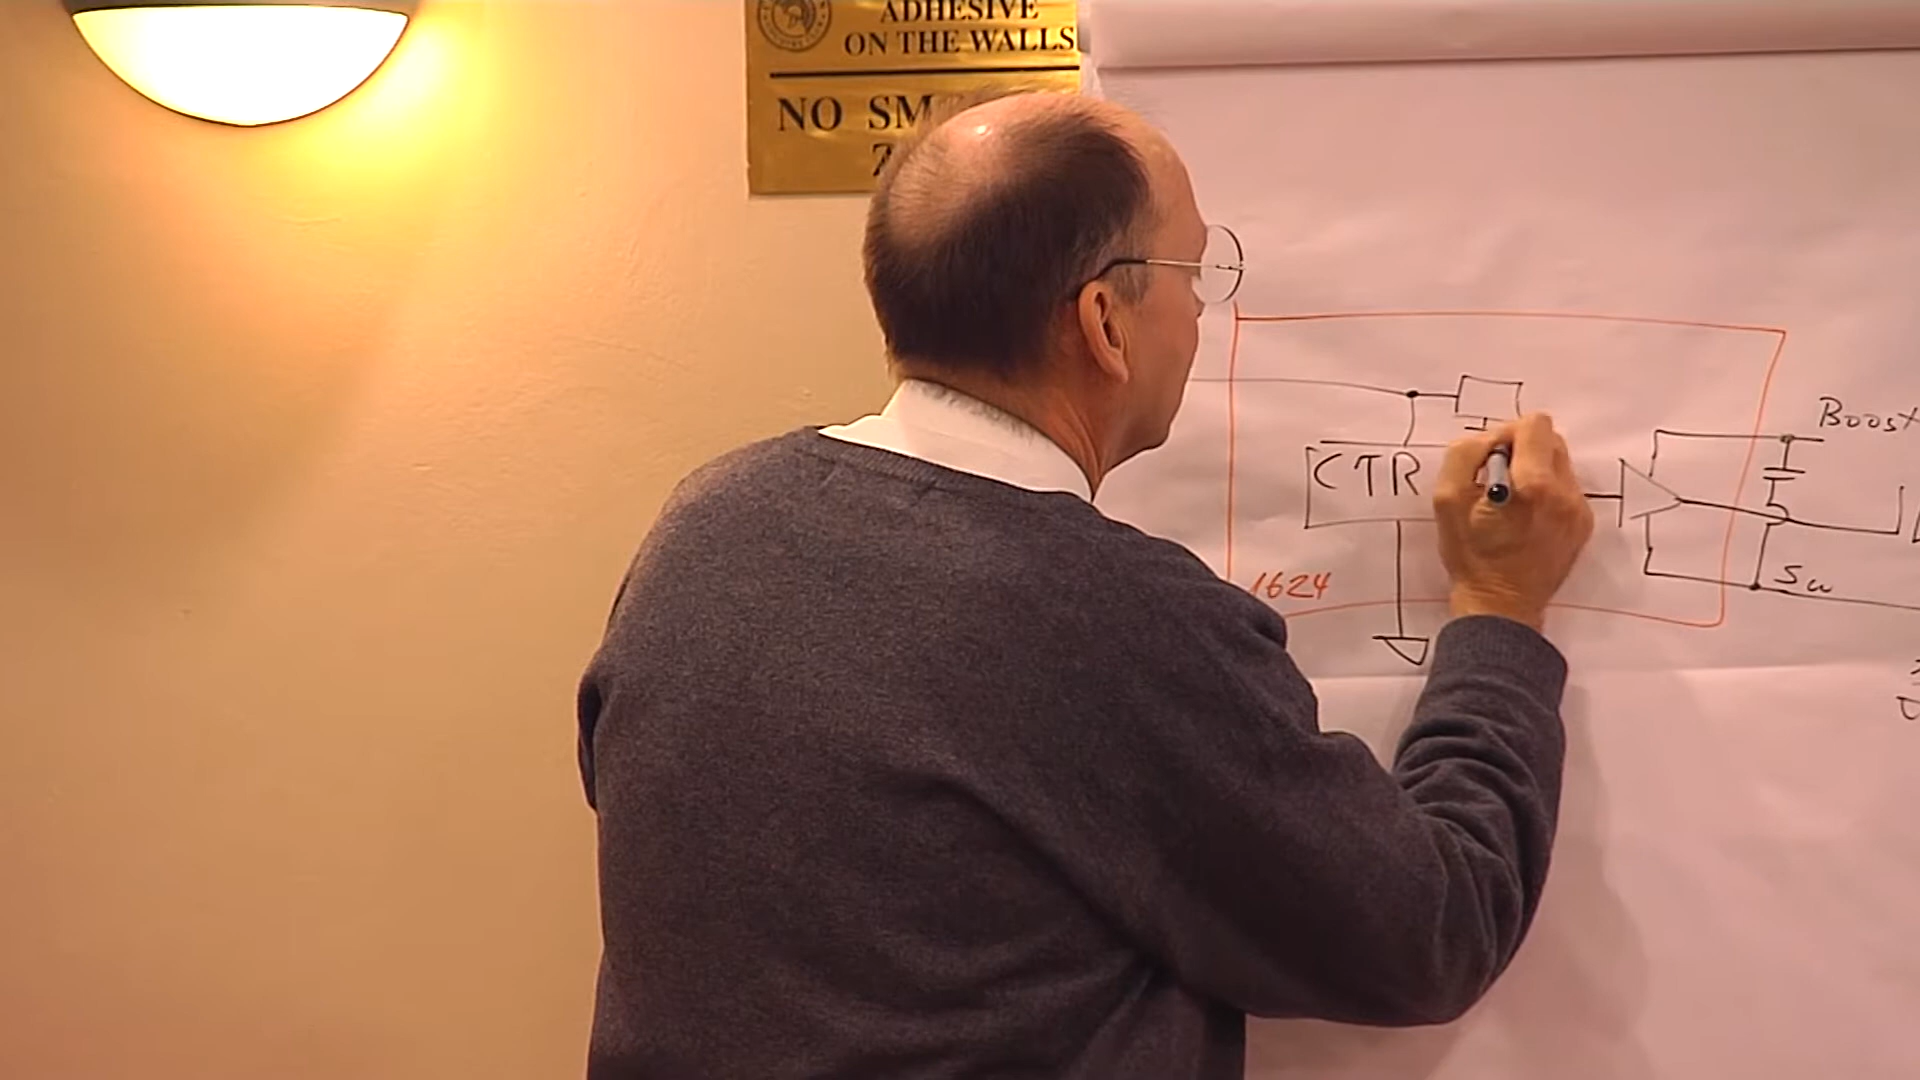 ADHESIVE
ON THE WALLS
NO SM
Boost
CTR
Sw
1624